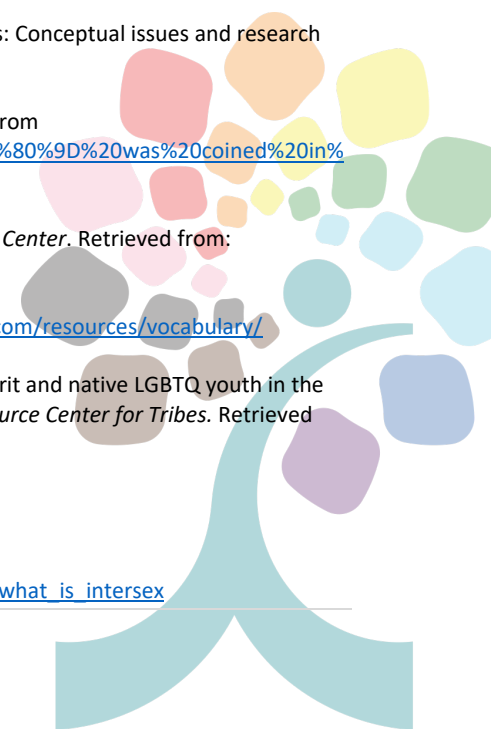 s: Conceptual issues and research
rom
%80%9D%20was%20coined%20in%
Center. Retrieved from:
com/resources/vocabulary/
rit and native LGBTQ youth in the
urce Center for Tribes. Retrieved
what_is_intersex